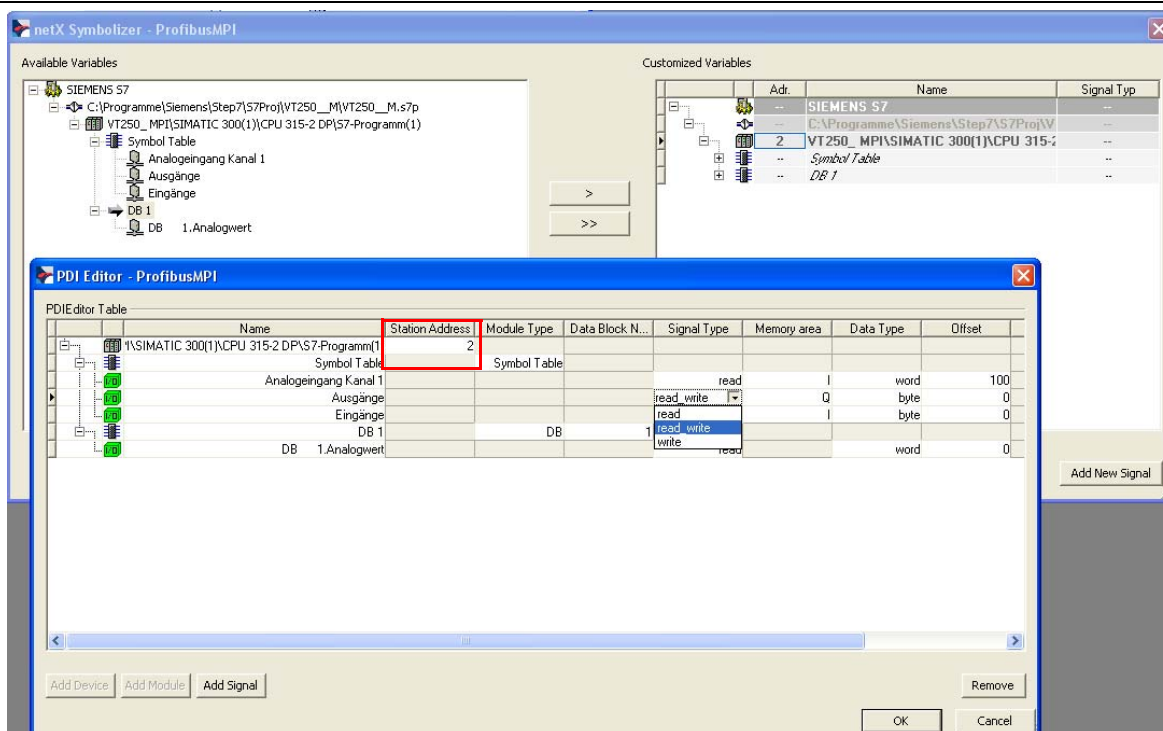 netX Symbolizer - ProfibusMPI
Available Variables
SIEMENS S7
C:\Programme\Siemens\Step7\S7Proj\VT250__M\VT250__M.s7p
VT250_ MPI\SIMATIC 300(1)\CPU 315-2 DP\S7-Programm(1)
Symbol Table
Analogeingang Kanal 1
Ausgänge
Eingänge
DB 1
DB 1.Analogwert
>
>>
Customized Variables
Adr. Name Signal Typ
-- SIEMENS S7 --
-- C:\Programme\Siemens\Step7\S7Proj\V --
2 VT250_ MPI\SIMATIC 300(1)\CPU 315-2 --
-- Symbol Table --
-- DB 1 --
Add New Signal
PDI Editor - ProfibusMPI
PDIEditor Table
Name Station Address Module Type Data Block N... Signal Type Memory area Data Type Offset
\SIMATIC 300(1)\CPU 315-2 DP\S7-Programm(1 2
Symbol Table Symbol Table
Analogeingang Kanal 1 read I word 100
Ausgänge read_write Q byte 0
Eingänge read I byte 0
DB 1 DB 1 read_write
write
DB 1.Analogwert read word 0
Add Device Add Module Add Signal Remove
OK Cancel